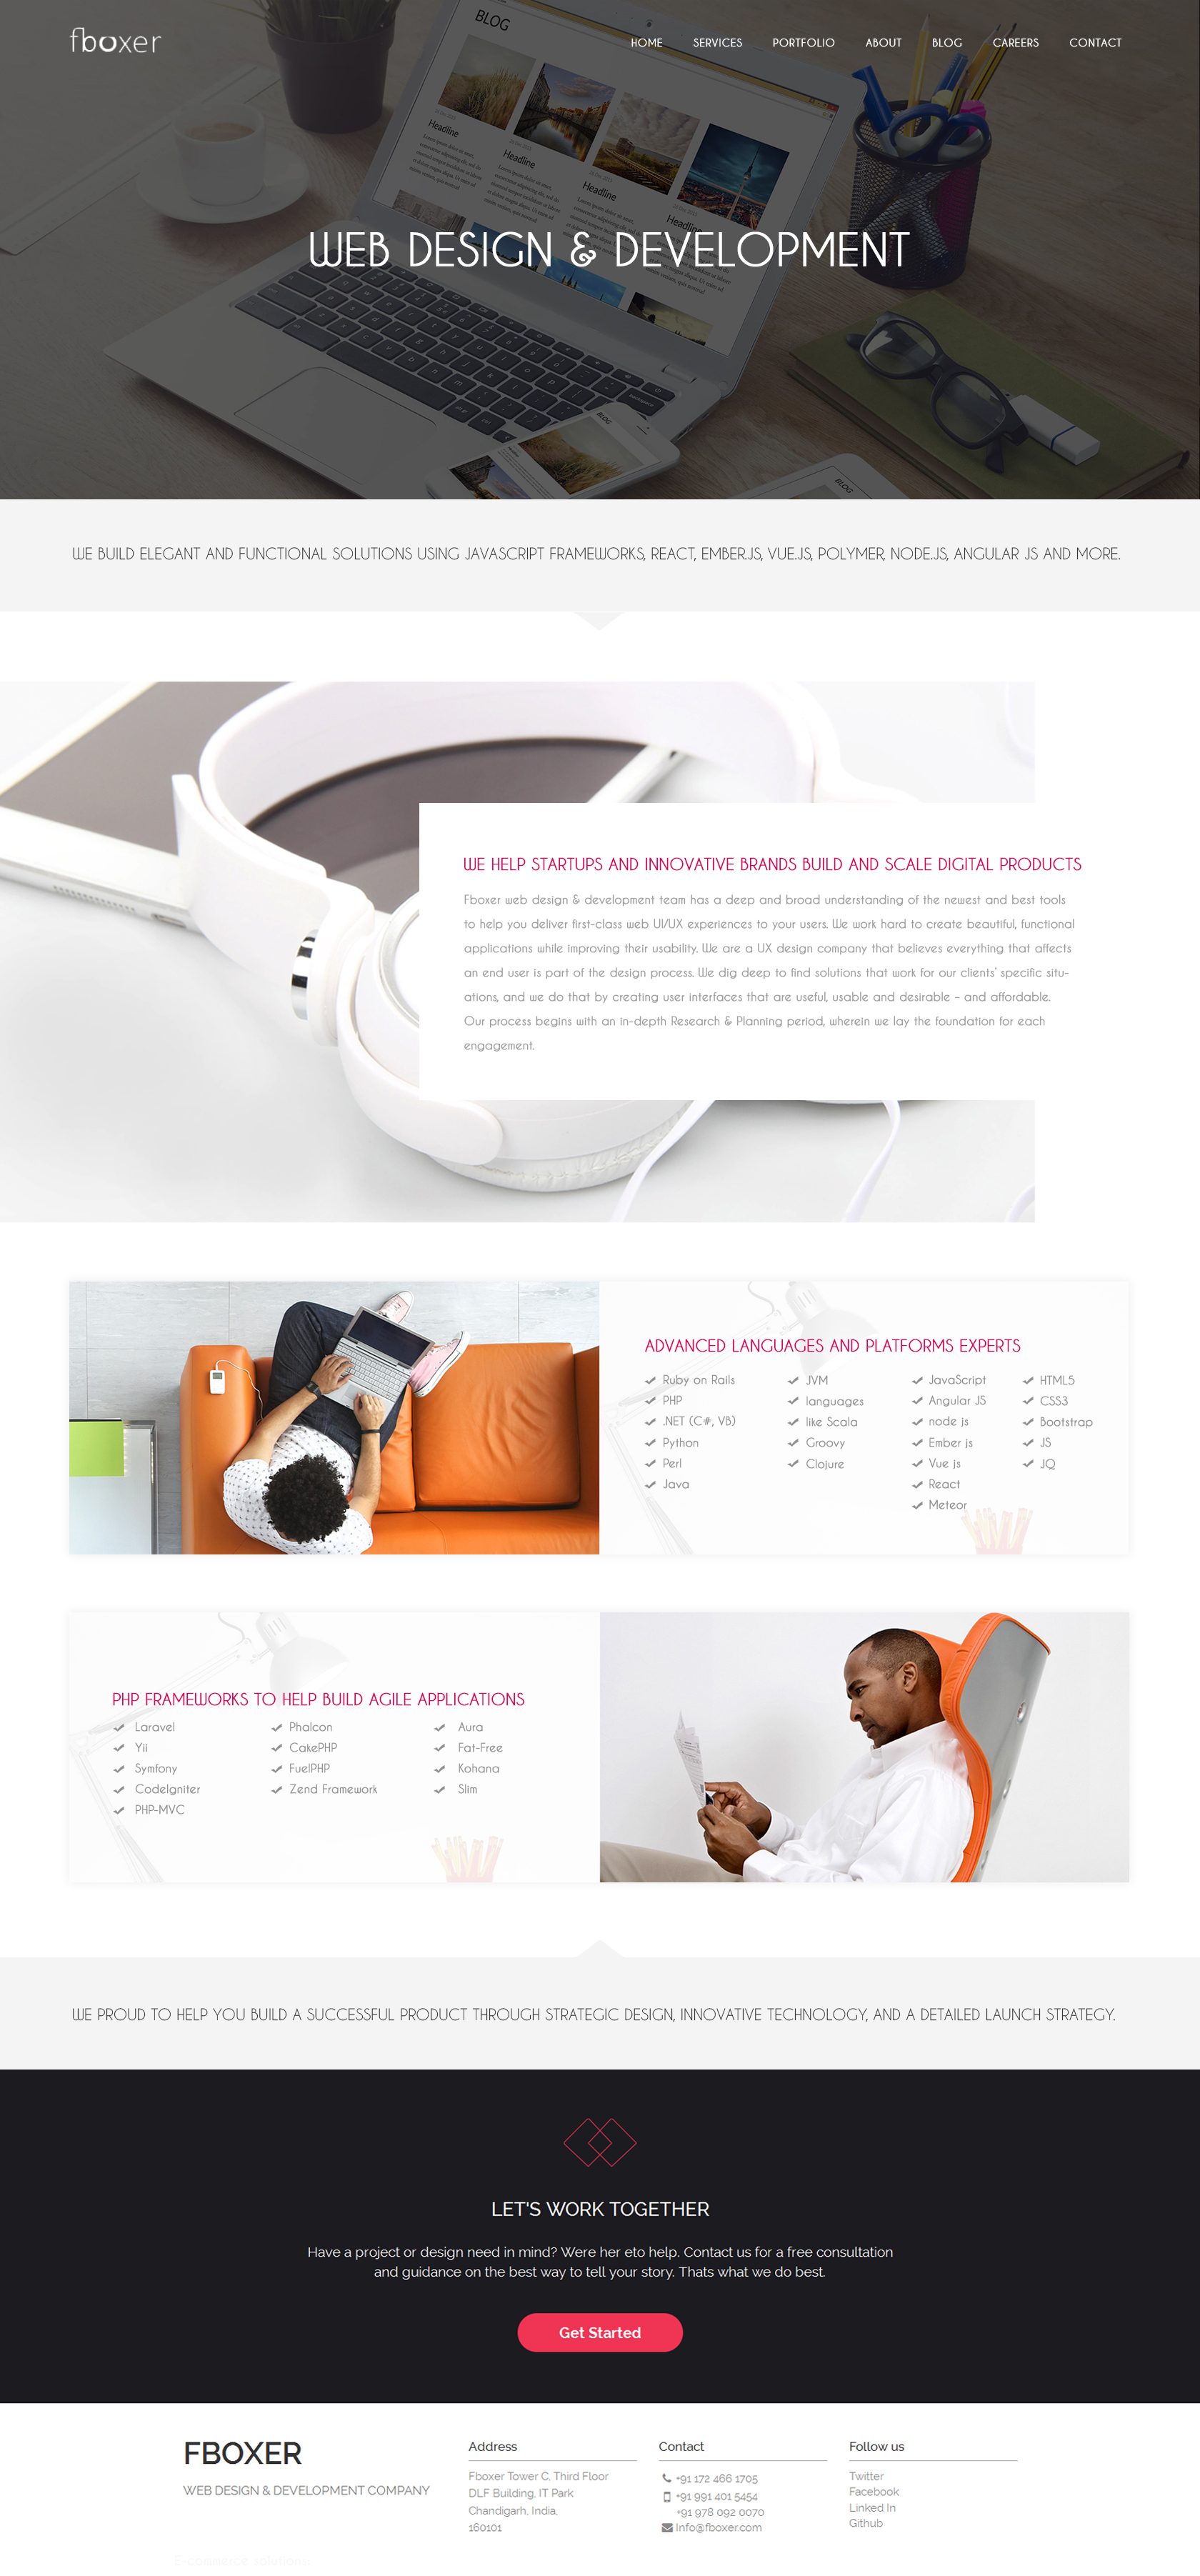 fboxer
HOME SERVICES PORTFOLIO ABOUT BLOG CAREERS CONTACT
BLOG
Headline
Headline
Headline
Headline
WEB DESIGN & DEVELOPMENT
BLOG
BLOG
WE BUILD ELEGANT AND FUNCTIONAL SOLUTIONS USING JAVASCRIPT FRAMEWORKS, REACT, EMBER.JS, VUE.JS, POLYMER, NODE.JS, ANGULAR JS AND MORE.
WE HELP STARTUPS AND INNOVATIVE BRANDS BUILD AND SCALE DIGITAL PRODUCTS
Fboxer web design & development team has a deep and broad understanding of the newest and best tools
to help you deliver first-class web UI/UX experiences to your users. We work hard to create beautiful, functional
applications while improving their usability. We are a UX design company that believes everything that affects
an end user is part of the design process. We dig deep to find solutions that work for our clients' specific situ-
ations, and we do that by creating user interfaces that are useful, usable and desirable – and affordable.
Our process begins with an in-depth Research & Planning period, wherein we lay the foundation for each
engagement.
ADVANCED LANGUAGES AND PLATFORMS EXPERTS
Ruby on Rails
PHP
.NET (C#, VB)
Python
Perl
Java
JVM
languages
like Scala
Groovy
Clojure
JavaScript
Angular JS
node js
Ember js
Vue js
React
Meteor
HTML5
CSS3
Bootstrap
JS
JQ
PHP FRAMEWORKS TO HELP BUILD AGILE APPLICATIONS
Laravel
Yii
Symfony
CodeIgniter
PHP-MVC
Phalcon
CakePHP
FuelPHP
Zend Framework
Aura
Fat-Free
Kohana
Slim
WE PROUD TO HELP YOU BUILD A SUCCESSFUL PRODUCT THROUGH STRATEGIC DESIGN, INNOVATIVE TECHNOLOGY, AND A DETAILED LAUNCH STRATEGY.
LET'S WORK TOGETHER
Have a project or design need in mind? Were her eto help. Contact us for a free consultation
and guidance on the best way to tell your story. Thats what we do best.
Get Started
FBOXER
WEB DESIGN & DEVELOPMENT COMPANY
Address
Fboxer Tower C, Third Floor
DLF Building, IT Park
Chandigarh, India,
160101
Contact
+91 172 466 1705
+91 991 401 5454
+91 978 092 0070
Info@fboxer.com
Follow us
Twitter
Facebook
Linked In
Github
E-commerce solutions